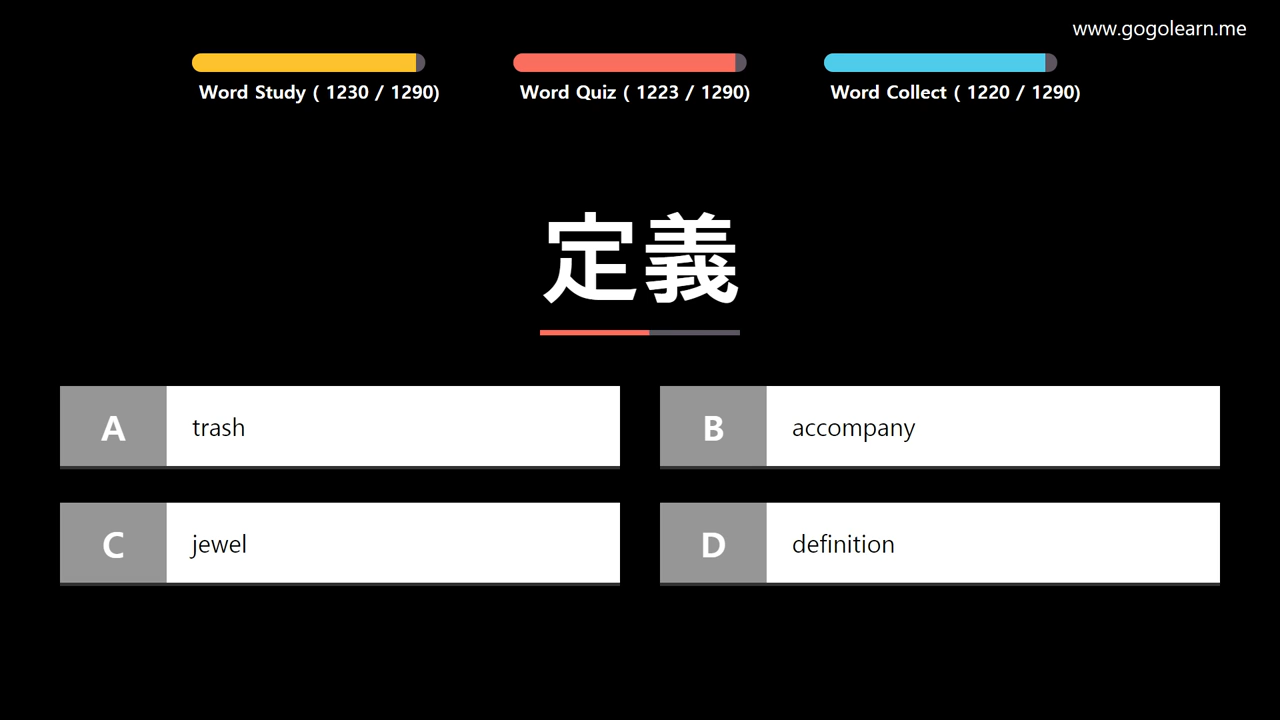 www.gogolearn.me
Word Study ( 1230 / 1290)
Word Quiz ( 1223 / 1290)
Word Collect ( 1220 / 1290)
定義
A trash
B accompany
C jewel
D definition